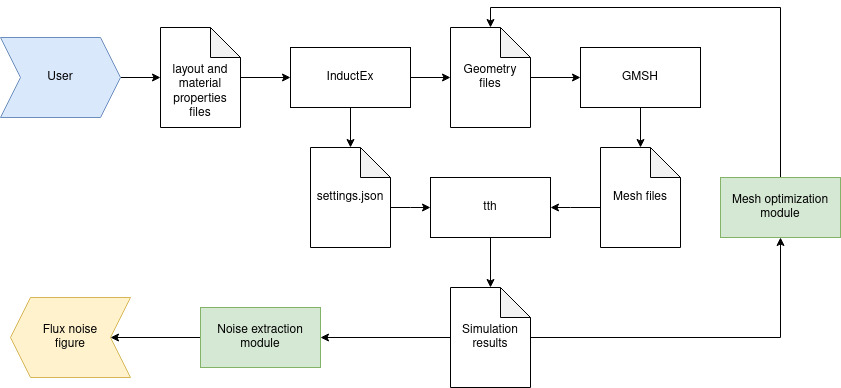 User
layout and
material
properties
files
InductEx
Geometry
files
GMSH
settings.json
tth
Mesh files
Mesh optimization
module
Flux noise
figure
Noise extraction
module
Simulation
results